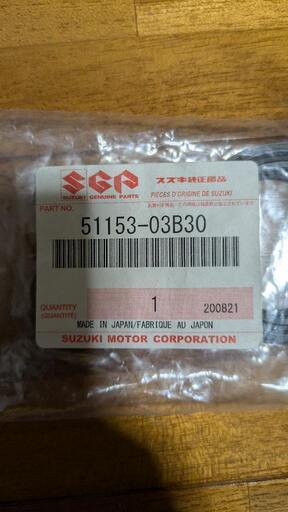 SGP
スズキ純正部品
SUZUKI GENUINE PARTS
PIECES D'ORIGINE DE SUZUKI
PART NO.
51153-03B30
QUANTITY
(QUANTITÉ)
1
200821
MADE IN JAPAN/FABRIQUE AU JAPON
SUZUKI MOTOR CORPORATION